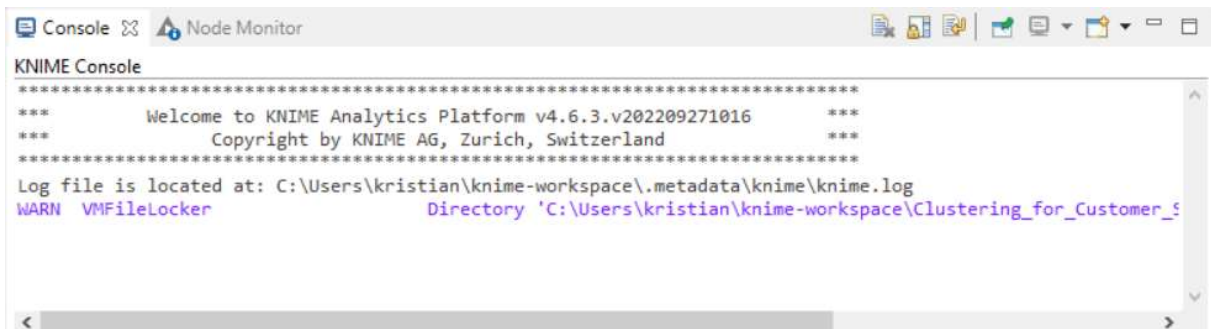 Console Node Monitor
KNIME Console
********************************************************************************
*** Welcome to KNIME Analytics Platform v4.6.3.v202209271016 ***
*** Copyright by KNIME AG, Zurich, Switzerland ***
********************************************************************************
Log file is located at: C:\Users\kristian\knime-workspace\.metadata\knime\knime.log
WARN VMFileLocker Directory 'C:\Users\kristian\knime-workspace\Clustering_for_Customer_S